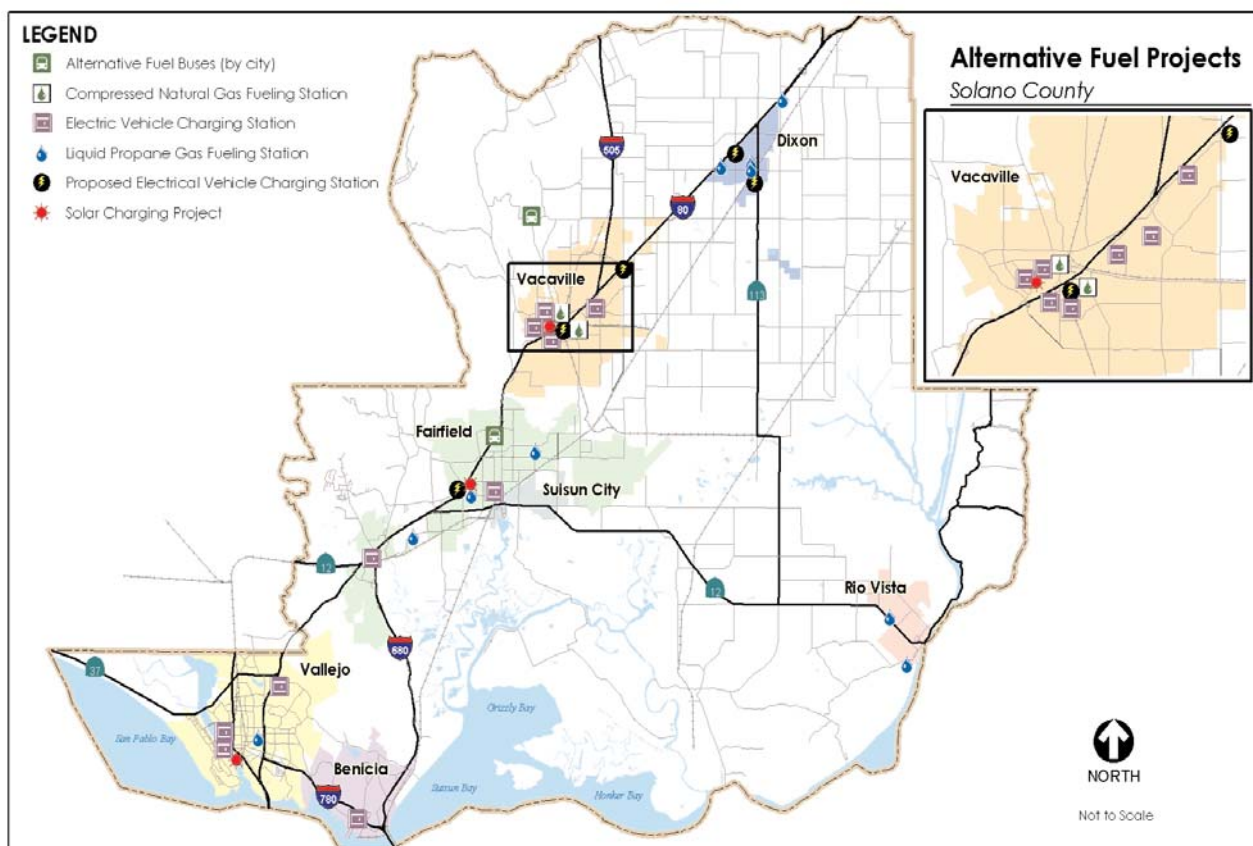 LEGEND
Alternative Fuel Buses (by city)
Compressed Natural Gas Fueling Station
Electric Vehicle Charging Station
Liquid Propane Gas Fueling Station
Proposed Electrical Vehicle Charging Station
Solar Charging Project
Alternative Fuel Projects
Solano County
Vacaville
505
Dixon
80
Vacaville
113
Fairfield
Suisun City
12
12
Rio Vista
680
37
Vallejo
San Pablo Bay
Grizzly Bay
Benicia
780
Suisun Bay
Honker Bay
NORTH
Not to Scale